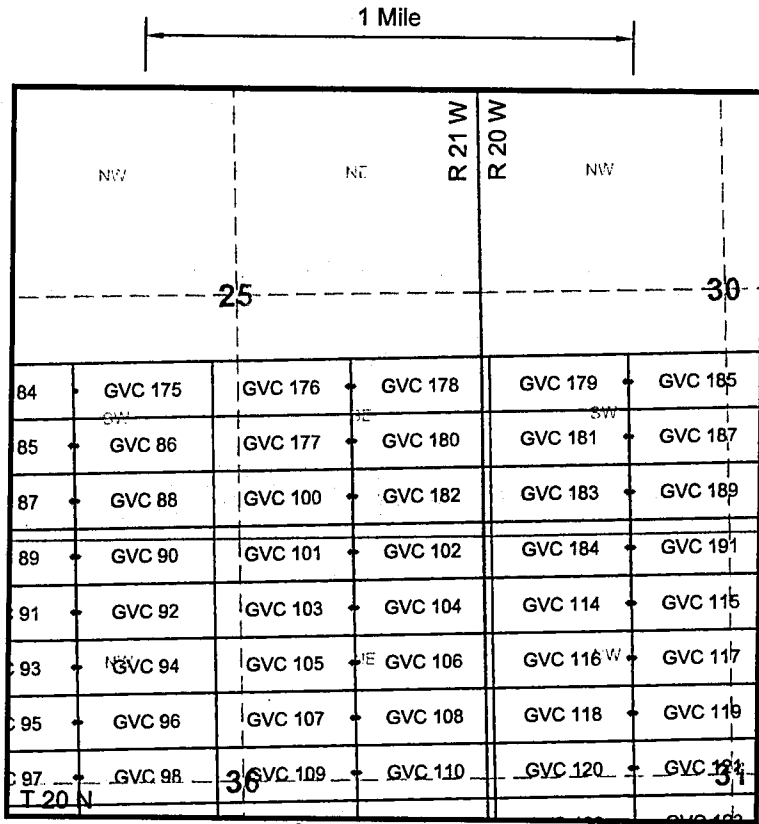 1 Mile
R 21 W
R 20 W
NW NE NW
25 30
84 GVC 175 GVC 176 GVC 178 GVC 179 GVC 185
SW SW
85 GVC 86 GVC 177 GVC 180 GVC 181 GVC 187
87 GVC 88 GVC 100 GVC 182 GVC 183 GVC 189
89 GVC 90 GVC 101 GVC 102 GVC 184 GVC 191
91 GVC 92 GVC 103 GVC 104 GVC 114 GVC 115
93 GVC 94 GVC 105 GVC 106 GVC 116 GVC 117
95 GVC 96 GVC 107 GVC 108 GVC 118 GVC 119
97 GVC 98 36 GVC 109 GVC 110 GVC 120 GVC 121 31
T 20 N